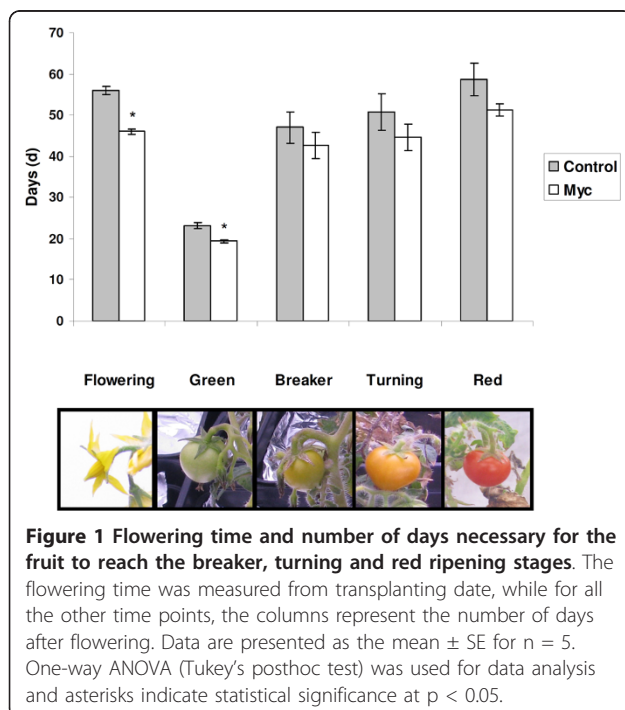 70
60
50
40
30
20
10
0
Days (d)
*
*
Control
Myc
Flowering Green Breaker Turning Red
Figure 1 Flowering time and number of days necessary for the
fruit to reach the breaker, turning and red ripening stages. The
flowering time was measured from transplanting date, while for all
the other time points, the columns represent the number of days
after flowering. Data are presented as the mean ± SE for n = 5.
One-way ANOVA (Tukey's posthoc test) was used for data analysis
and asterisks indicate statistical significance at p < 0.05.